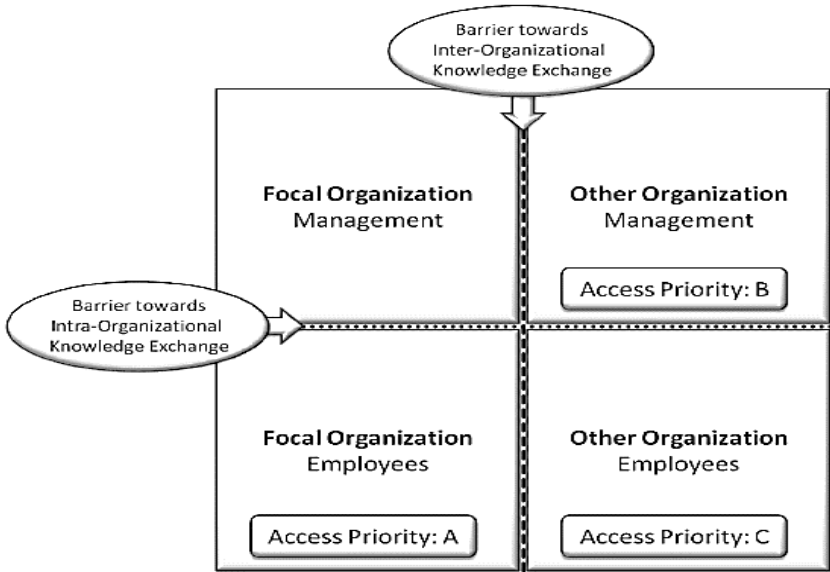 Barrier towards
Inter-Organizational
Knowledge Exchange
Focal Organization
Management
Other Organization
Management
Access Priority: B
Barrier towards
Intra-Organizational
Knowledge Exchange
Focal Organization
Employees
Access Priority: A
Other Organization
Employees
Access Priority: C